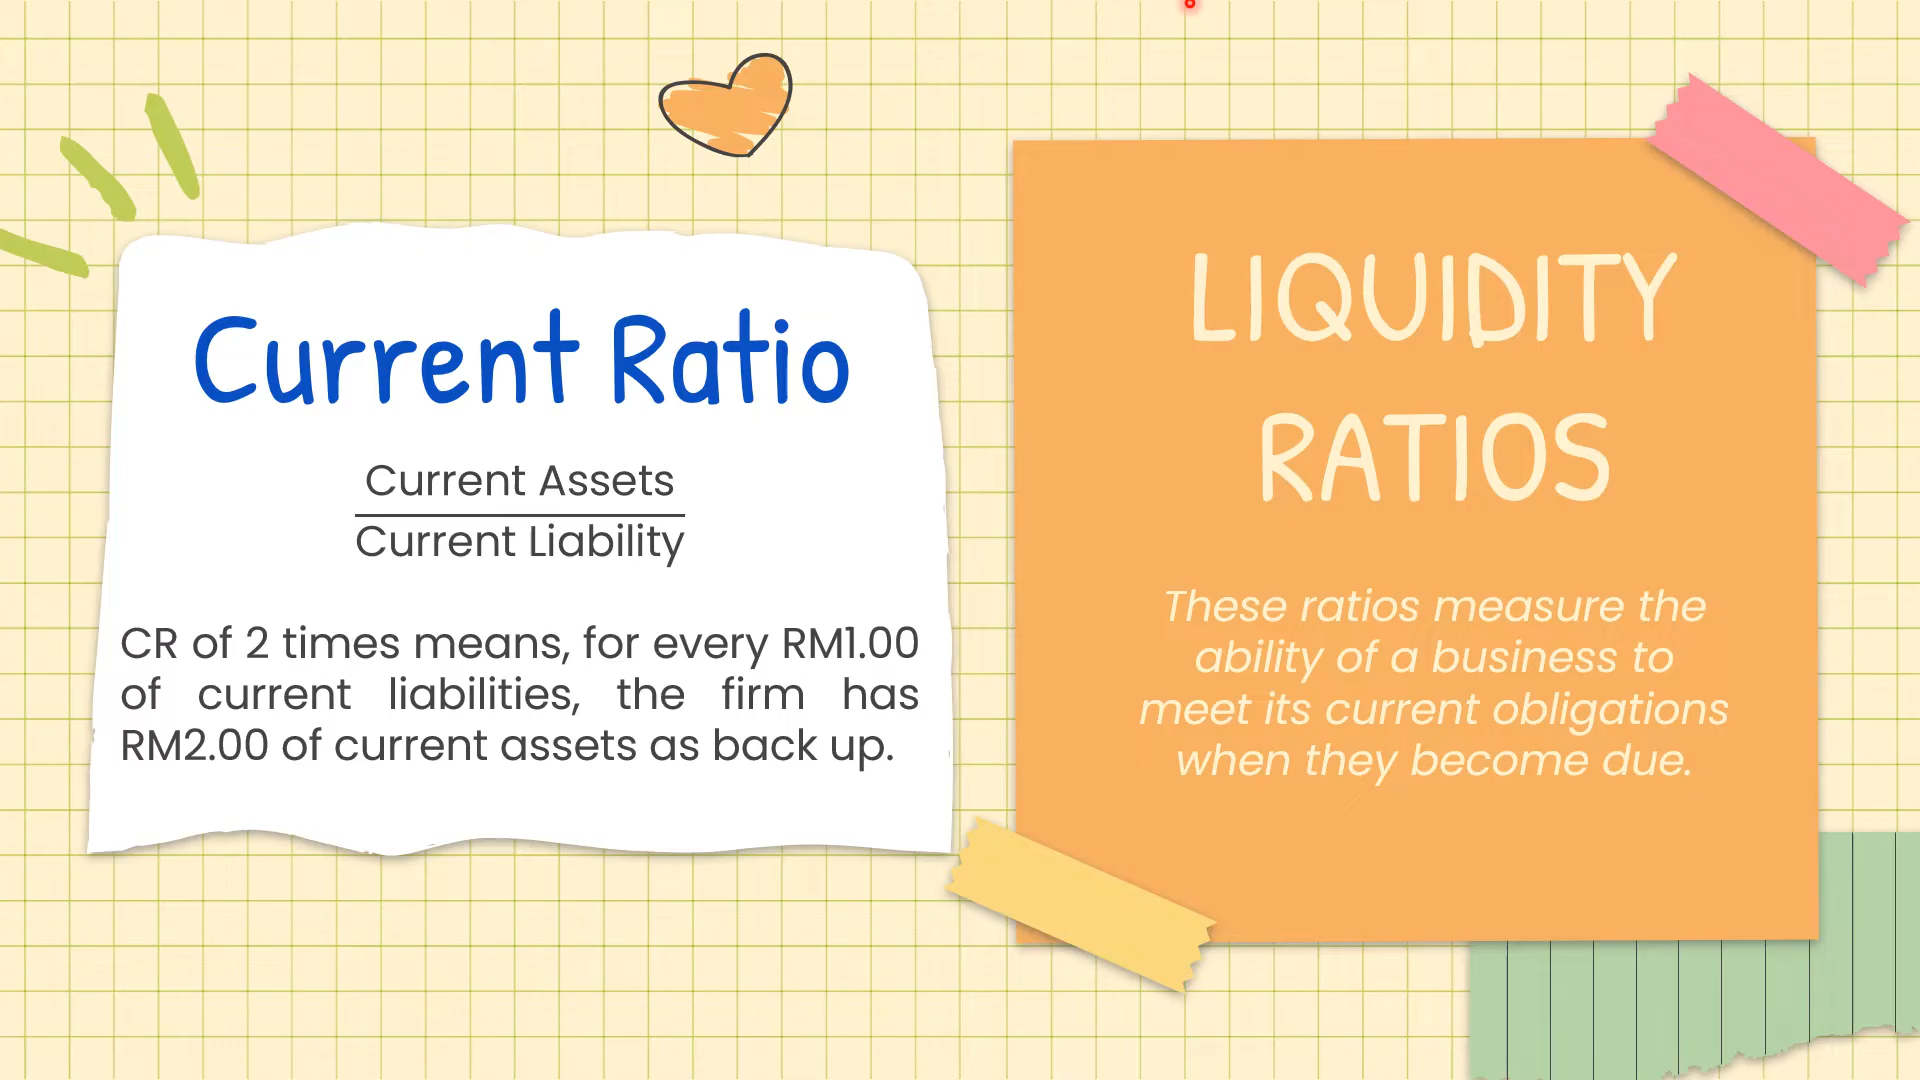 Current Ratio
Current Assets
Current Liability
CR of 2 times means, for every RM1.00
of current liabilities, the firm has
RM2.00 of current assets as back up.
LIQUIDITY
RATIOS
These ratios measure the
ability of a business to
meet its current obligations
when they become due.